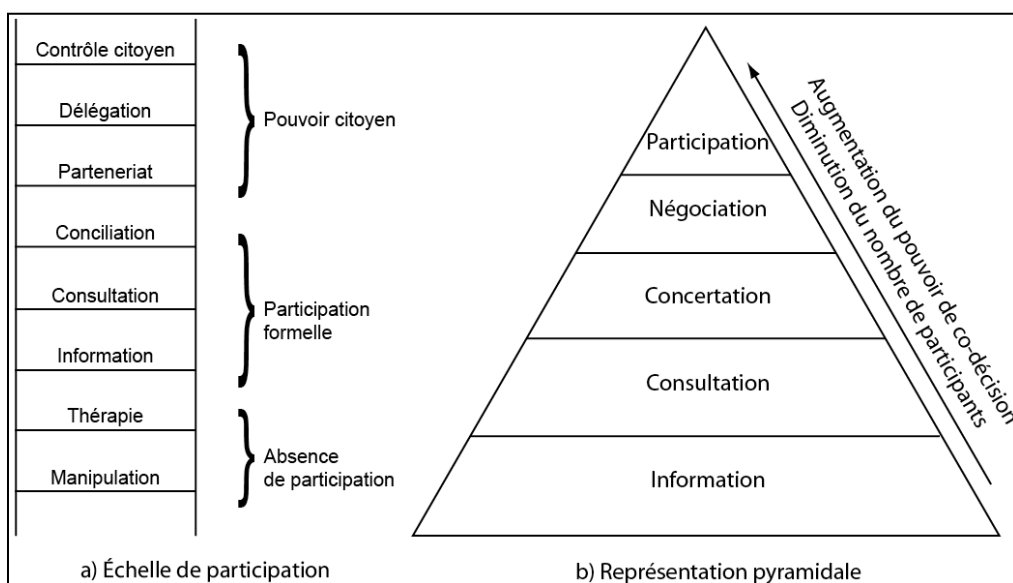 Contrôle citoyen
Délégation
Parteneriat
Conciliation
Consultation
Information
Thérapie
Manipulation
Pouvoir citoyen
Participation
formelle
Absence
de participation
a) Échelle de participation
Participation
Négociation
Concertation
Consultation
Information
Augmentation du pouvoir de co-décision
Diminution du nombre de participants
b) Représentation pyramidale